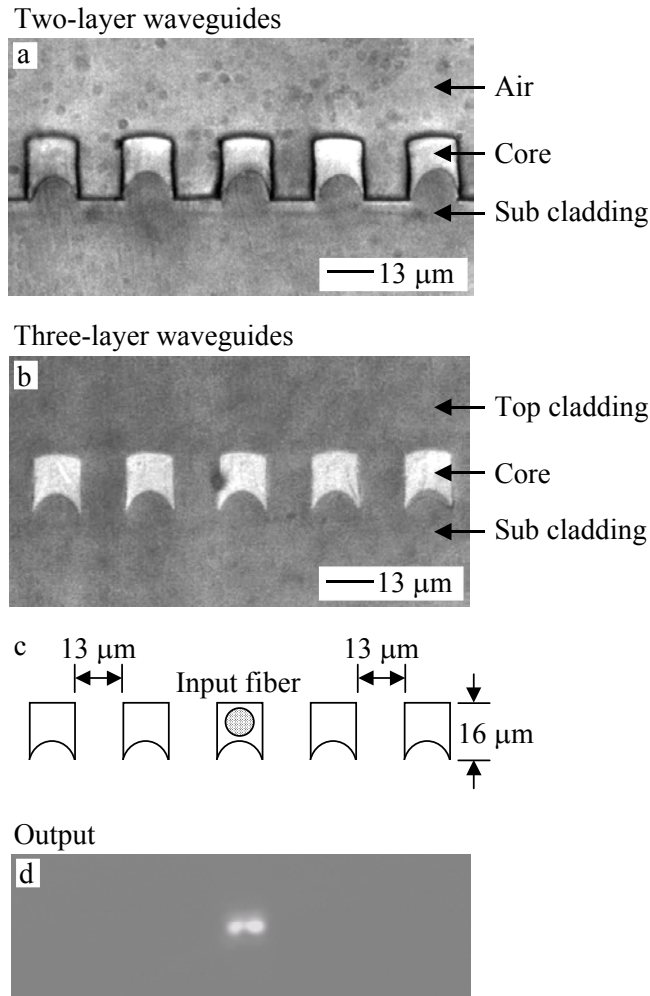 Two-layer waveguides
a
Air
Core
Sub cladding
13 μm
Three-layer waveguides
b
Top cladding
Core
Sub cladding
13 μm
c
13 μm
13 μm
Input fiber
16 μm
Output
d